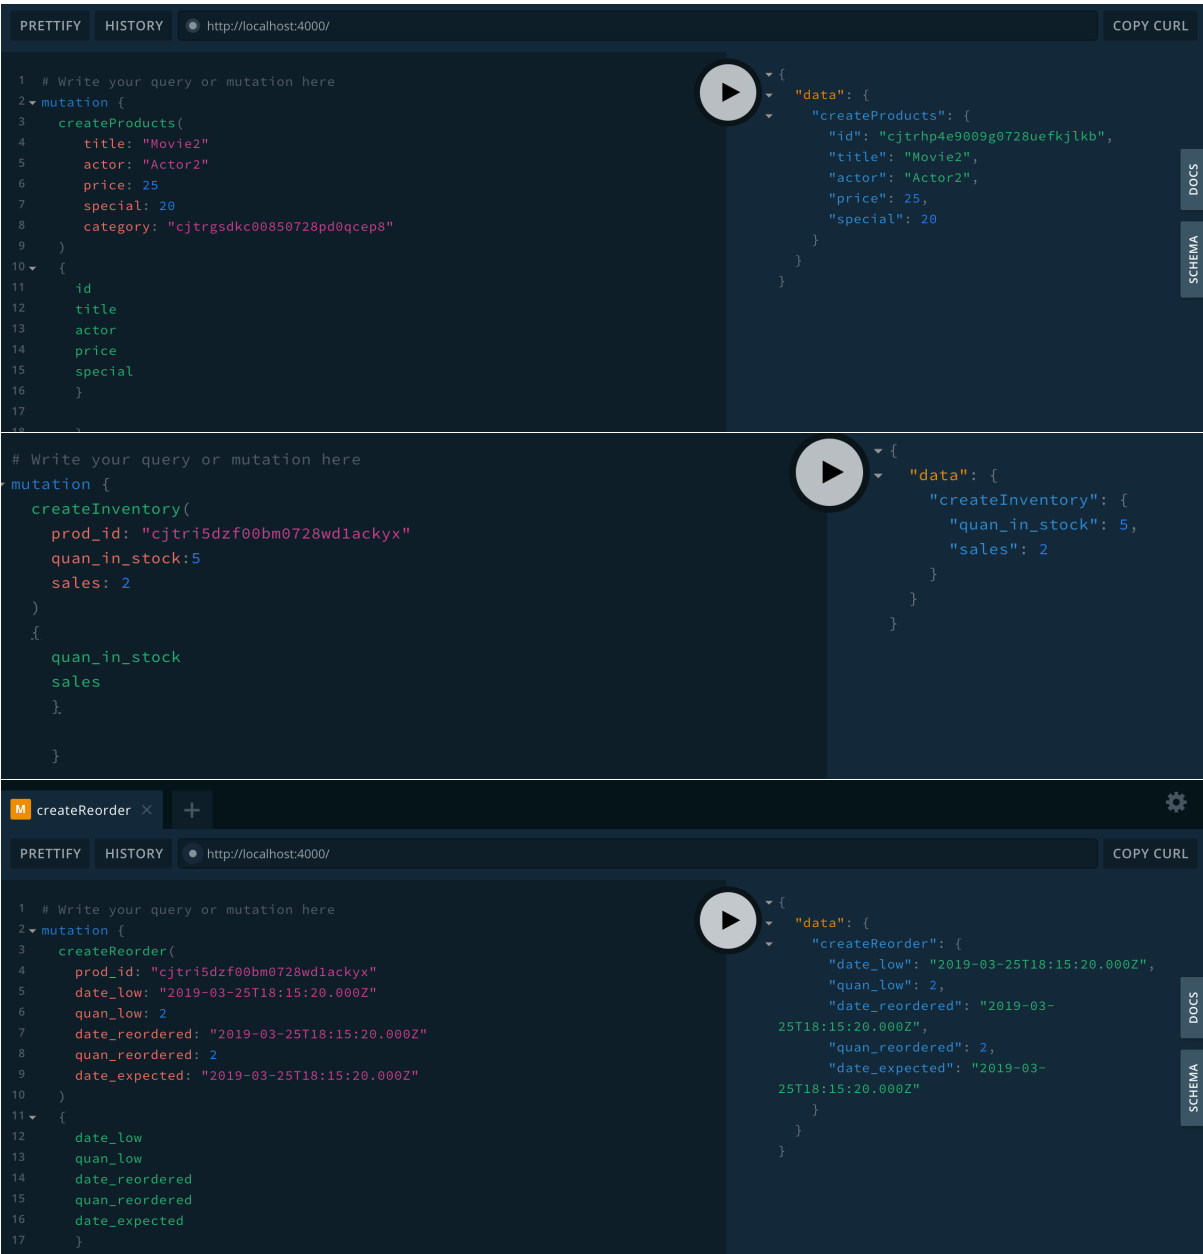 PRETTIFY HISTORY http://localhost:4000/ COPY CURL
1 # Write your query or mutation here
2 mutation {
3 createProducts(
4 title: "Movie2"
5 actor: "Actor2"
6 price: 25
7 special: 20
8 category: "cjtrgsdkc00850728pd0qcep8"
9 )
10 {
11 id
12 title
13 actor
14 price
15 special
16 }
17
18 }
{
"data": {
"createProducts": {
"id": "cjtrhp4e9009g0728uefkjlkb",
"title": "Movie2",
"actor": "Actor2",
"price": 25,
"special": 20
}
}
}
DOCS
SCHEMA
# Write your query or mutation here
mutation {
createInventory(
prod_id: "cjtri5dzf00bm0728wd1ackyx"
quan_in_stock:5
sales: 2
)
{
quan_in_stock
sales
}
}
{
"data": {
"createInventory": {
"quan_in_stock": 5,
"sales": 2
}
}
}
M createReorder × +
PRETTIFY HISTORY http://localhost:4000/ COPY CURL
1 # Write your query or mutation here
2 mutation {
3 createReorder(
4 prod_id: "cjtri5dzf00bm0728wd1ackyx"
5 date_low: "2019-03-25T18:15:20.000Z"
6 quan_low: 2
7 date_reordered: "2019-03-25T18:15:20.000Z"
8 quan_reordered: 2
9 date_expected: "2019-03-25T18:15:20.000Z"
10 )
11 {
12 date_low
13 quan_low
14 date_reordered
15 quan_reordered
16 date_expected
17 }
{
"data": {
"createReorder": {
"date_low": "2019-03-25T18:15:20.000Z",
"quan_low": 2,
"date_reordered": "2019-03-
25T18:15:20.000Z",
"quan_reordered": 2,
"date_expected": "2019-03-
25T18:15:20.000Z"
}
}
}
DOCS
SCHEMA